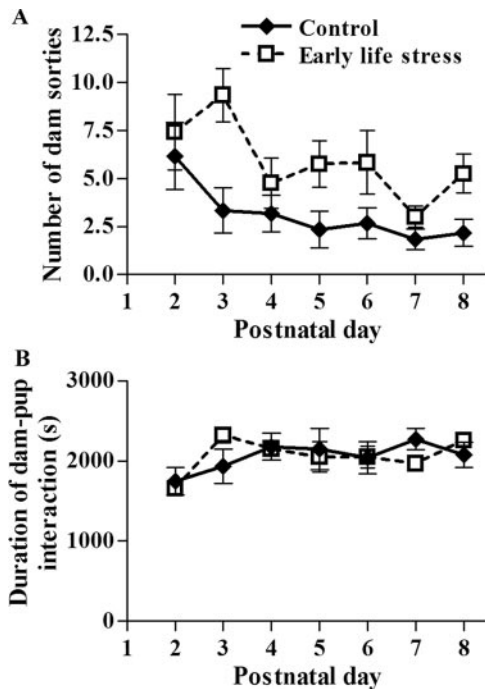 A
Control
Early life stress
Number of dam sorties
12.5
10.0
7.5
5.0
2.5
0.0
1 2 3 4 5 6 7 8
Postnatal day
B
Duration of dam-pup
interaction (s)
3000
2000
1000
0
1 2 3 4 5 6 7 8
Postnatal day